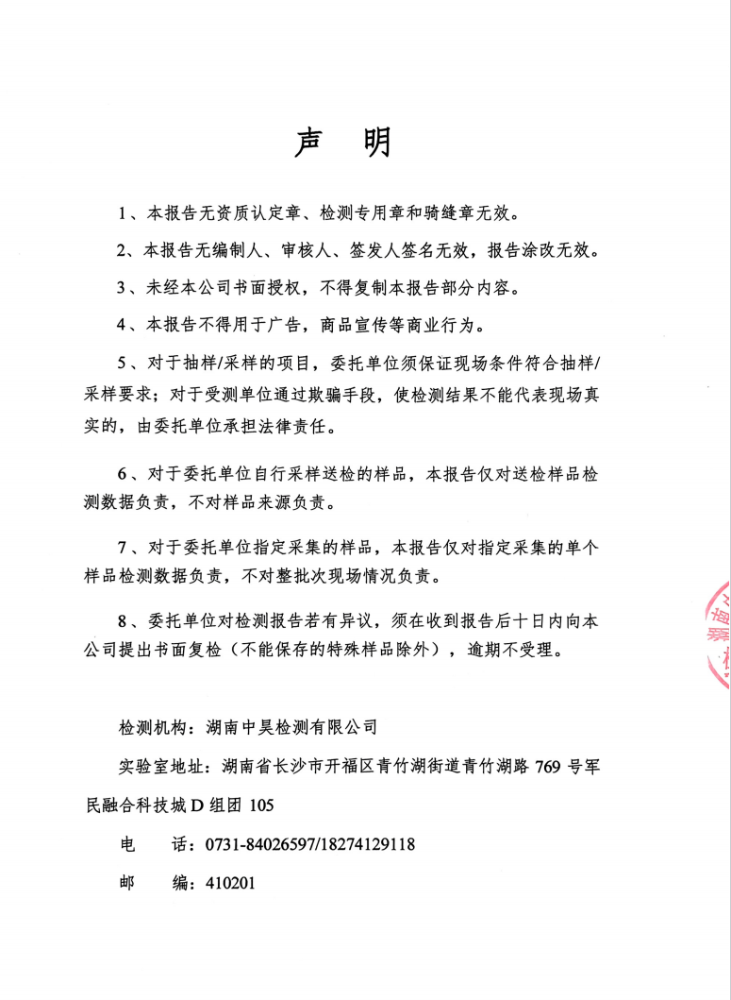 声 明
1、本报告无资质认定章、检测专用章和骑缝章无效。
2、本报告无编制人、审核人、签发人签名无效，报告涂改无效。
3、未经本公司书面授权，不得复制本报告部分内容。
4、本报告不得用于广告，商品宣传等商业行为。
5、对于抽样/采样的项目，委托单位须保证现场条件符合抽样/
采样要求；对于受测单位通过欺骗手段，使检测结果不能代表现场真
实的，由委托单位承担法律责任。
6、对于委托单位自行采样送检的样品，本报告仅对送检样品检
测数据负责，不对样品来源负责。
7、对于委托单位指定采集的样品，本报告仅对指定采集的单个
样品检测数据负责，不对整批次现场情况负责。
8、委托单位对检测报告若有异议，须在收到报告后十日内向本
公司提出书面复检（不能保存的特殊样品除外），逾期不受理。
检测机构：湖南中昊检测有限公司
实验室地址：湖南省长沙市开福区青竹湖街道青竹湖路 769 号军
民融合科技城 D 组团 105
电 话：0731-84026597/18274129118
邮 编：410201
湖南